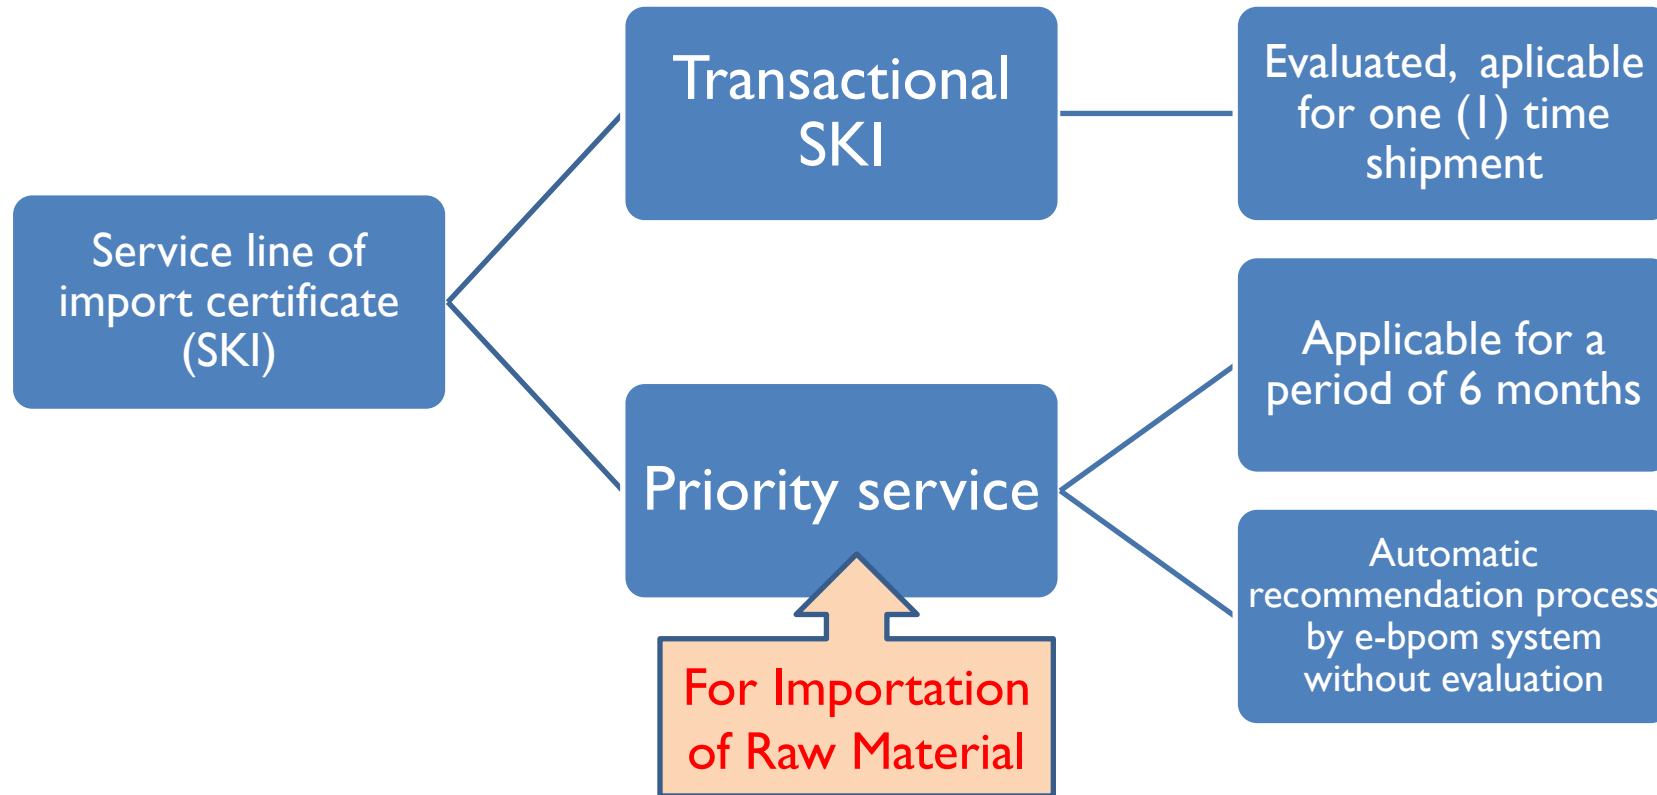 Service line of
import certificate
(SKI)
Transactional
SKI
Evaluated, aplicable
for one (1) time
shipment
Priority service
Applicable for a
period of 6 months
Automatic
recommendation process
by e-bpom system
without evaluation
For Importation
of Raw Material